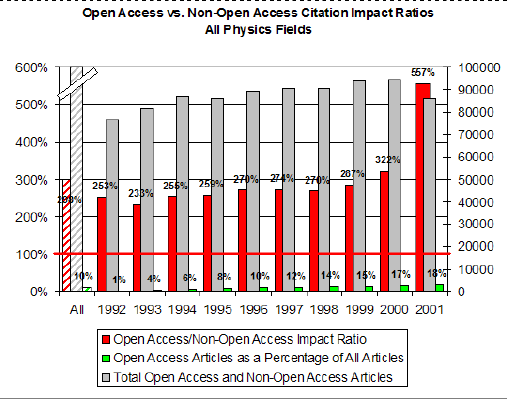 Open Access vs. Non-Open Access Citation Impact Ratios
All Physics Fields
600% 100000
557%
90000
500% 80000
70000
400% 60000
322%
50000
300% 253% 233% 255% 259% 270% 274% 270% 287%
40000
200% 30000
20000
100%
10% 1% 4% 6% 8% 10% 12% 14% 15% 17% 18% 10000
0% 0
All 1992 1993 1994 1995 1996 1997 1998 1999 2000 2001
Open Access/Non-Open Access Impact Ratio
Open Access Articles as a Percentage of All Articles
Total Open Access and Non-Open Access Articles